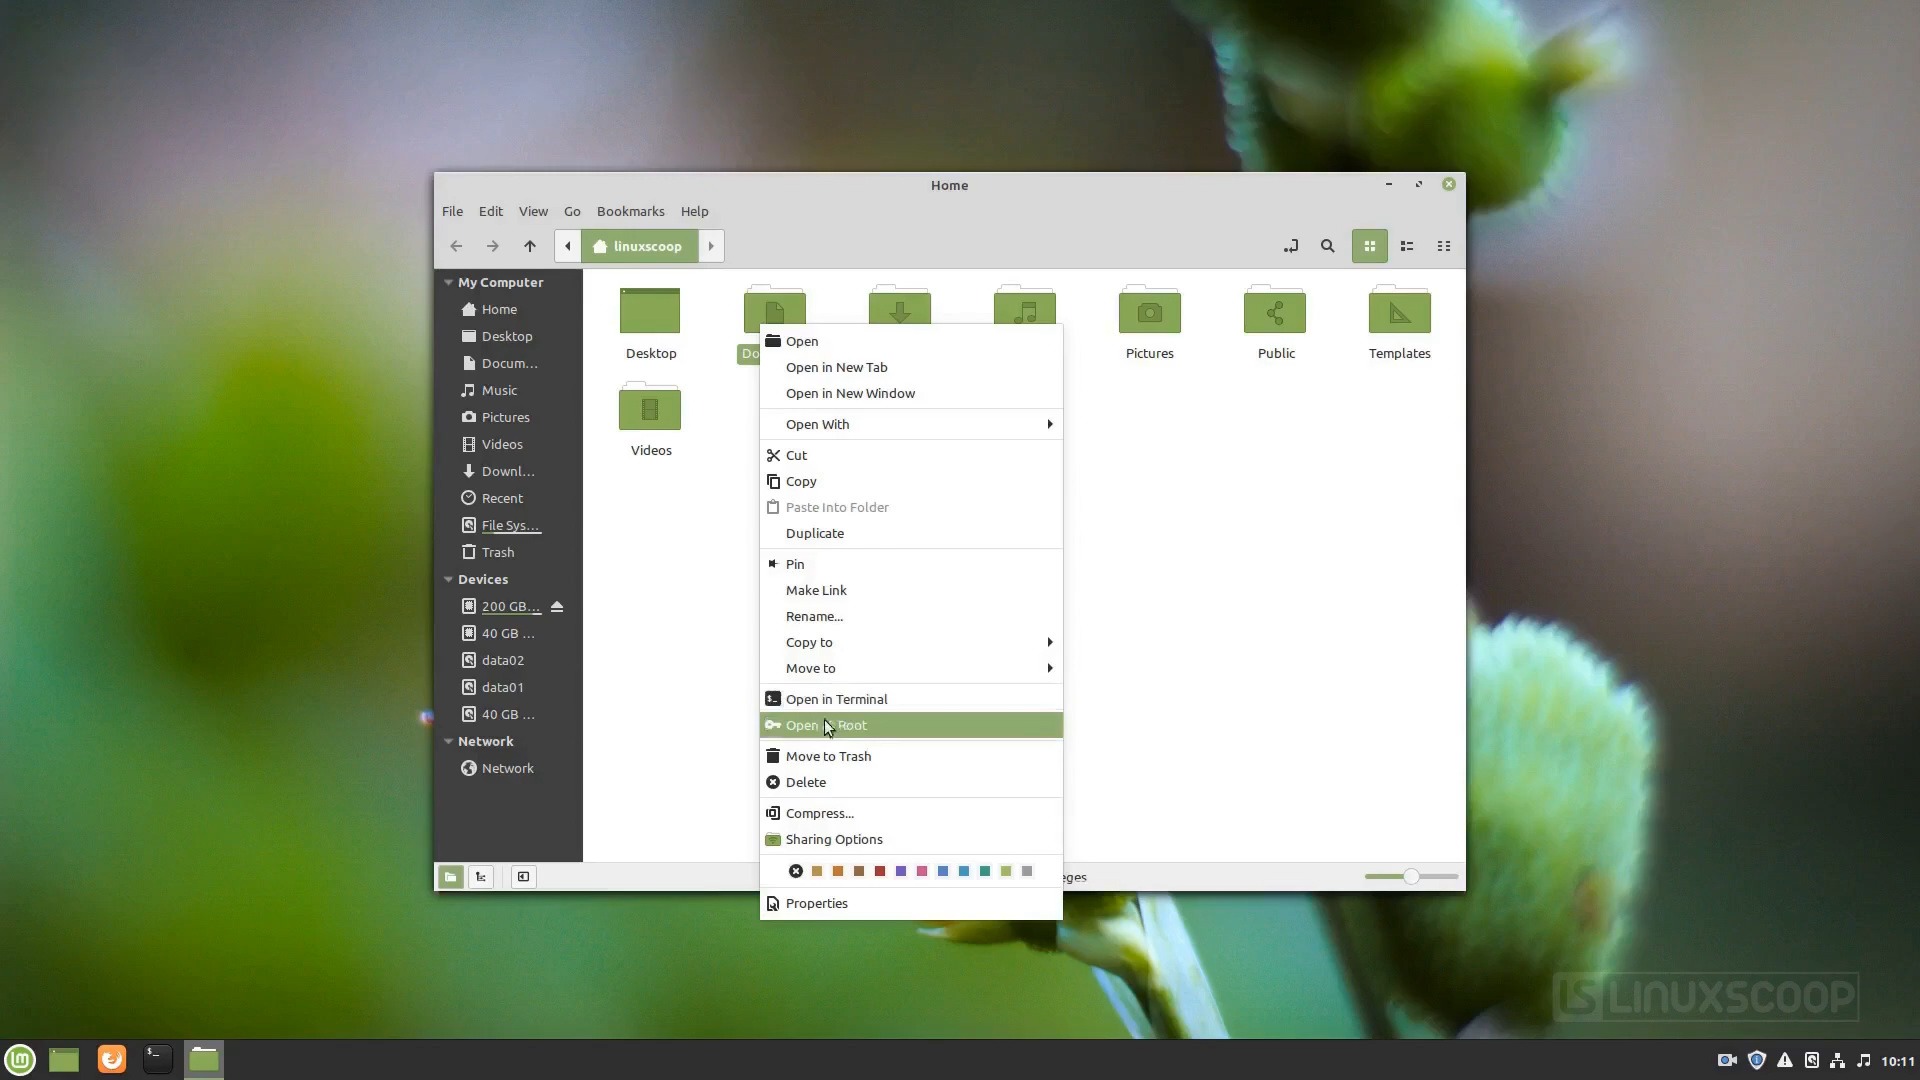 Home
File Edit View Go Bookmarks Help
linuxscoop
My Computer
Home
Desktop
Docum...
Music
Pictures
Videos
Downl...
Recent
File Sys...
Trash
Devices
200 GB...
40 GB ...
data02
data01
40 GB ...
Network
Network
Desktop
Do
Pictures
Public
Templates
Videos
Open
Open in New Tab
Open in New Window
Open With
Cut
Copy
Paste Into Folder
Duplicate
Pin
Make Link
Rename...
Copy to
Move to
Open in Terminal
Open Root
Move to Trash
Delete
Compress...
Sharing Options
Properties
LS LINUXSCOOP
10:11